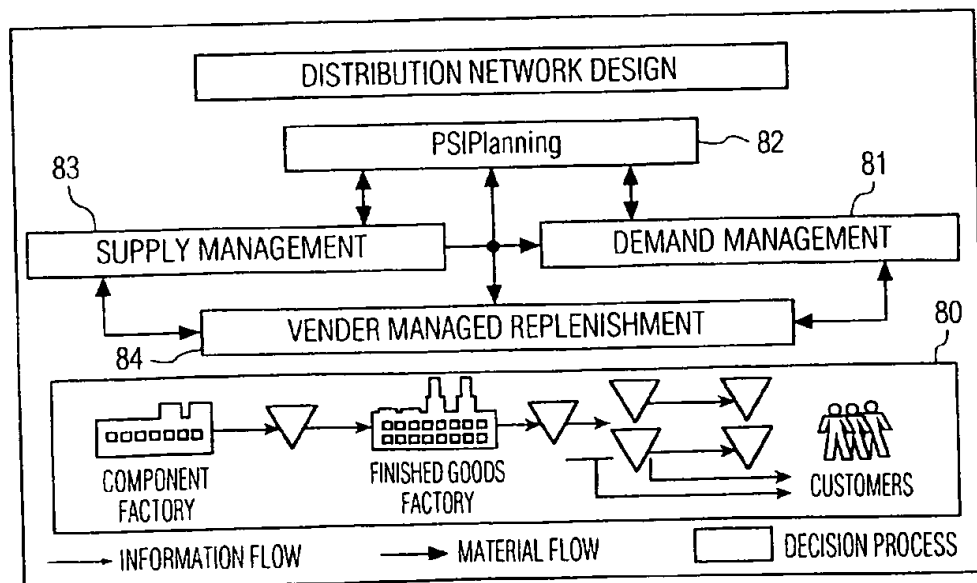 DISTRIBUTION NETWORK DESIGN
PSIPlanning
82
83
81
SUPPLY MANAGEMENT
DEMAND MANAGEMENT
VENDER MANAGED REPLENISHMENT
84
80
COMPONENT
FACTORY
FINISHED GOODS
FACTORY
CUSTOMERS
INFORMATION FLOW
MATERIAL FLOW
DECISION PROCESS